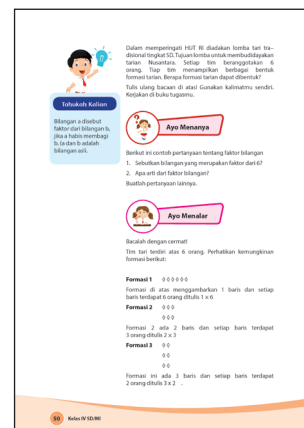 Dalam memperingati HUT RI diadakan lomba tari tra-
disional tingkat SD. Tujuan lomba untuk membudidayakan
tarian Nusantara. Setiap tim beranggotakan 6
orang. Tiap tim menampilkan berbagai bentuk
formasi tarian. Berapa formasi tarian dapat dibentuk?
Tulis ulang bacaan di atas! Gunakan kalimatmu sendiri.
Kerjakan di buku tugasmu.
Tahukah Kalian
Bilangan a disebut
faktor dari bilangan b,
jika a habis membagi
b. (a dan b adalah
bilangan asli.
Ayo Menanya
Berikut ini contoh pertanyaan tentang faktor bilangan
1. Sebutkan bilangan yang merupakan faktor dari 6?
2. Apa arti dari faktor bilangan?
Buatlah pertanyaan lainnya.
Ayo Menalar
Bacalah dengan cermat!
Tim tari terdiri atas 6 orang. Perhatikan kemungkinan
formasi berikut:
Formasi 1 ◊ ◊ ◊ ◊ ◊ ◊
Formasi di atas menggambarkan 1 baris dan setiap
baris terdapat 6 orang ditulis 1 x 6
Formasi 2 ◊ ◊ ◊
◊ ◊ ◊
Formasi 2 ada 2 baris dan setiap baris terdapat
3 orang ditulis 2 x 3
Formasi 3 ◊ ◊
◊ ◊
◊ ◊
Formasi ini ada 3 baris dan setiap baris terdapat
2 orang ditulis 3 x 2 .
50 Kelas IV SD/MI